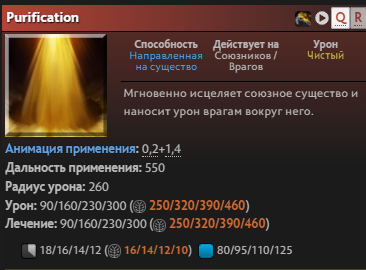 Purification
Q R
Способность Действует на Урон
Направленная на существо Союзников / Врагов Чистый
Мгновенно исцеляет союзное существо и
наносит урон врагам вокруг него.
Анимация применения: 0,2+1,4
Дальность применения: 550
Радиус урона: 260
Урон: 90/160/230/300 ( 250/320/390/460)
Лечение: 90/160/230/300 ( 250/320/390/460)
18/16/14/12 ( 16/14/12/10) 80/95/110/125